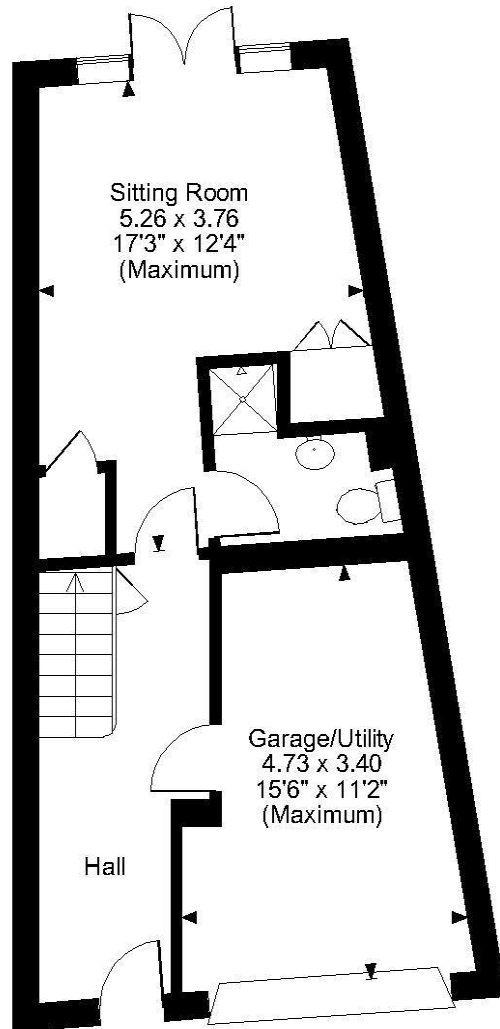 Sitting Room
5.26 x 3.76
17'3" x 12'4"
(Maximum)
Garage/Utility
4.73 x 3.40
15'6" x 11'2"
(Maximum)
Hall